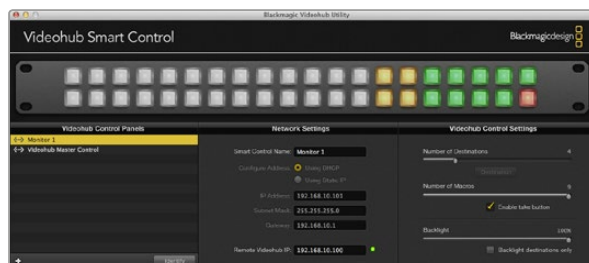 Blackmagic Videohub Utility
Videohub Smart Control
Blackmagicdesign
Videohub Control Panels
Monitor 1
Videohub Master Control
Identify
Network Settings
Smart Control Name: Monitor 1
Configure Address: Using DHCP
Using Static IP
IP Address: 192.168.10.103
Subnet Mask: 255.255.255.0
Gateway: 192.168.10.1
Remote Videohub IP: 192.168.10.100
Videohub Control Settings
Number of Destinations 4
Number of Macros
Enable take button
Backlight 100%
Backlight destinations only